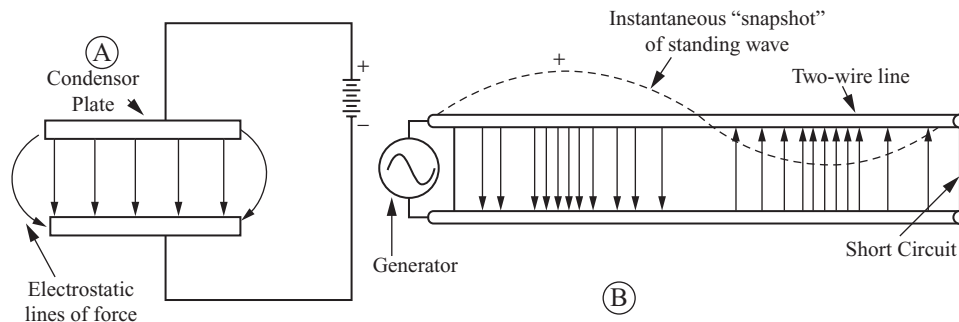 A
Condensor
Plate
+
−
Electrostatic
lines of force
Instantaneous “snapshot”
of standing wave
+
Two-wire line
Generator
Short Circuit
B